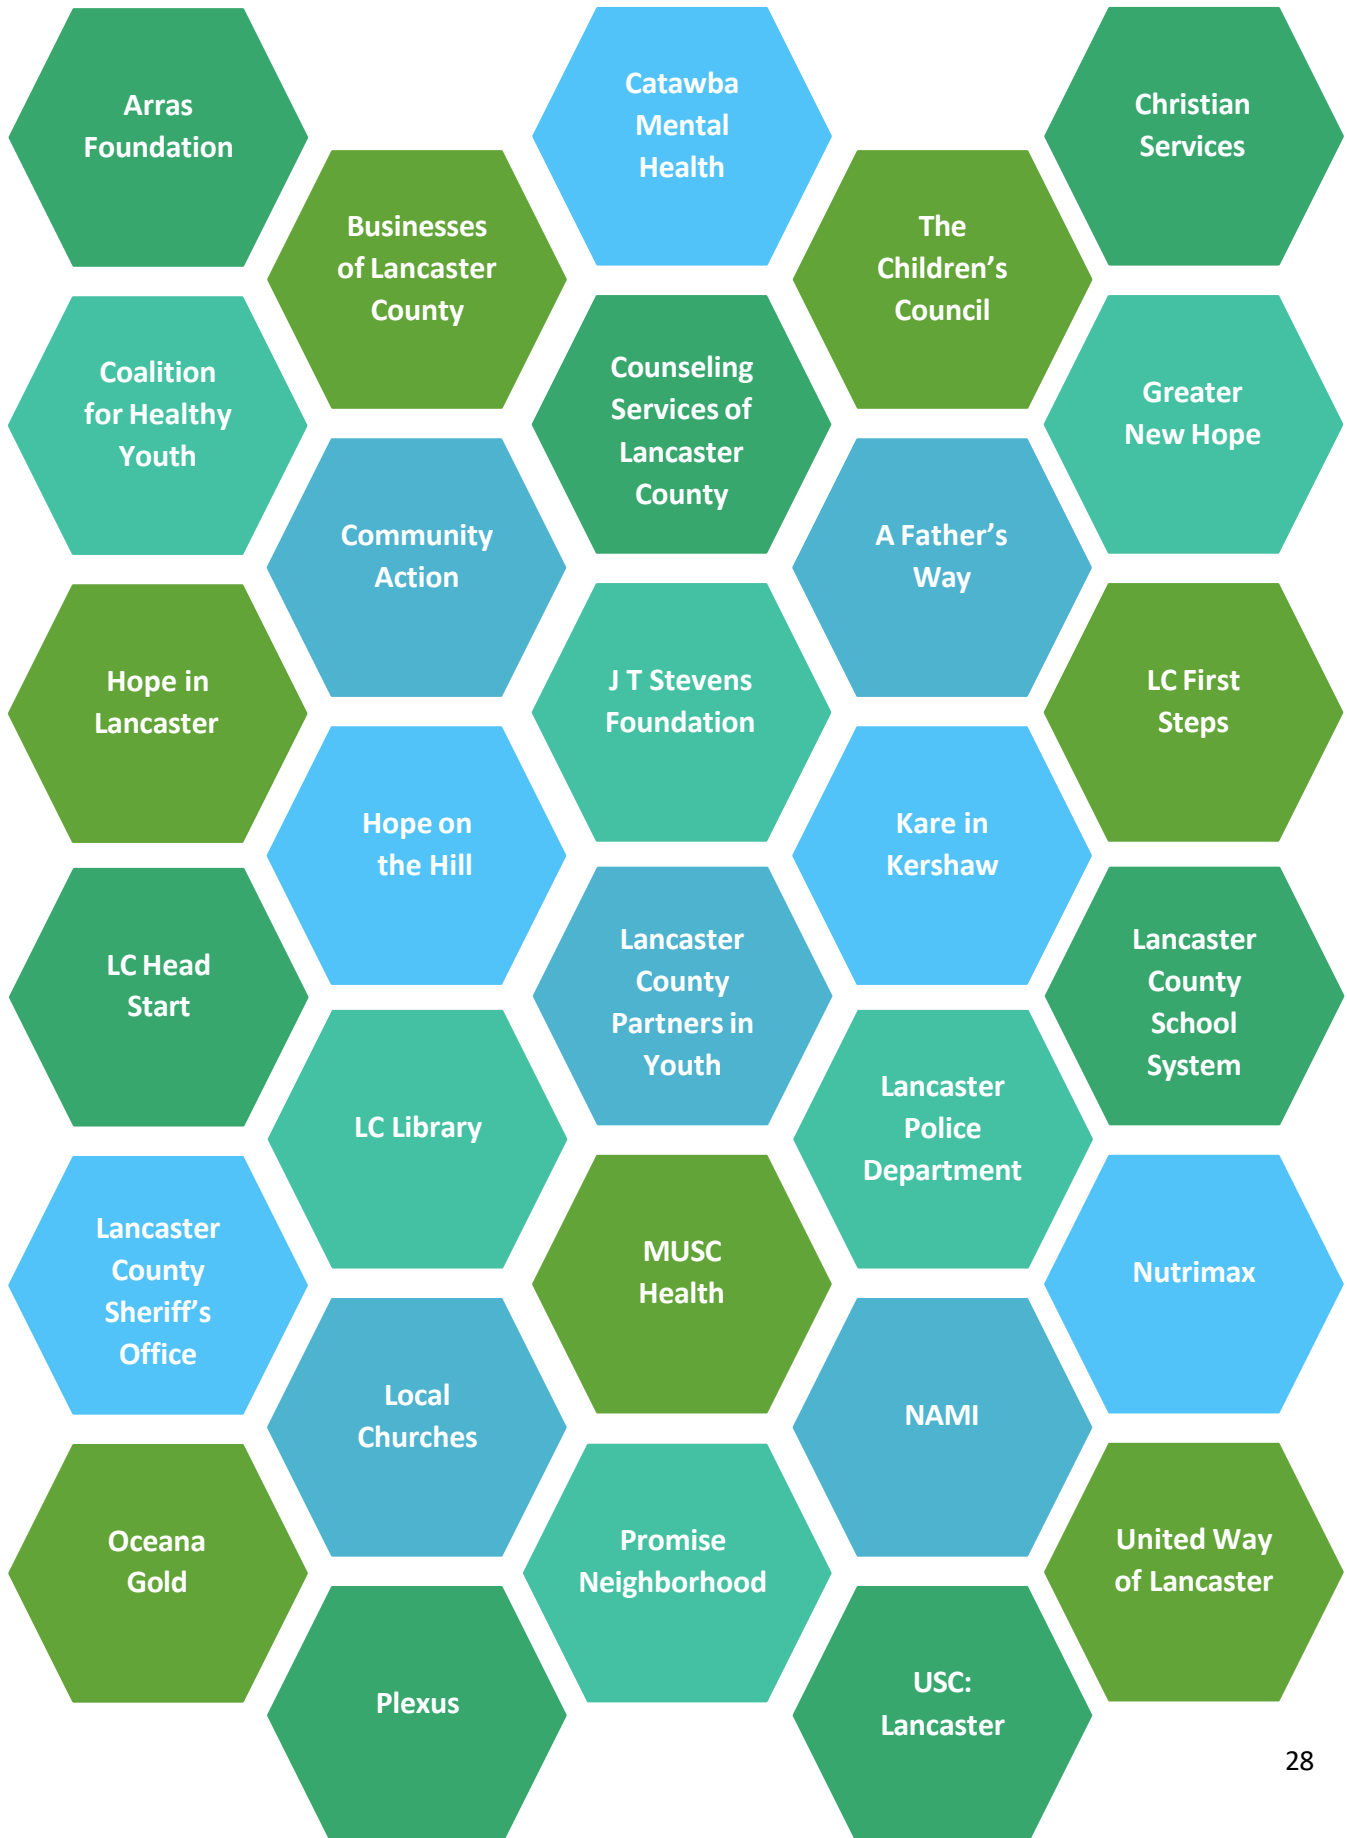 Arras
Foundation
Catawba
Mental
Health
Christian
Services
Businesses
of Lancaster
County
The
Children’s
Council
Coalition
for Healthy
Youth
Counseling
Services of
Lancaster
County
Greater
New Hope
Community
Action
A Father’s
Way
Hope in
Lancaster
J T Stevens
Foundation
LC First
Steps
Hope on
the Hill
Kare in
Kershaw
LC Head
Start
Lancaster
County
Partners in
Youth
Lancaster
County
School
System
LC Library
Lancaster
Police
Department
Lancaster
County
Sheriff’s
Office
MUSC
Health
Nutrimax
Local
Churches
NAMI
Oceana
Gold
Promise
Neighborhood
United Way
of Lancaster
Plexus
USC:
Lancaster
28